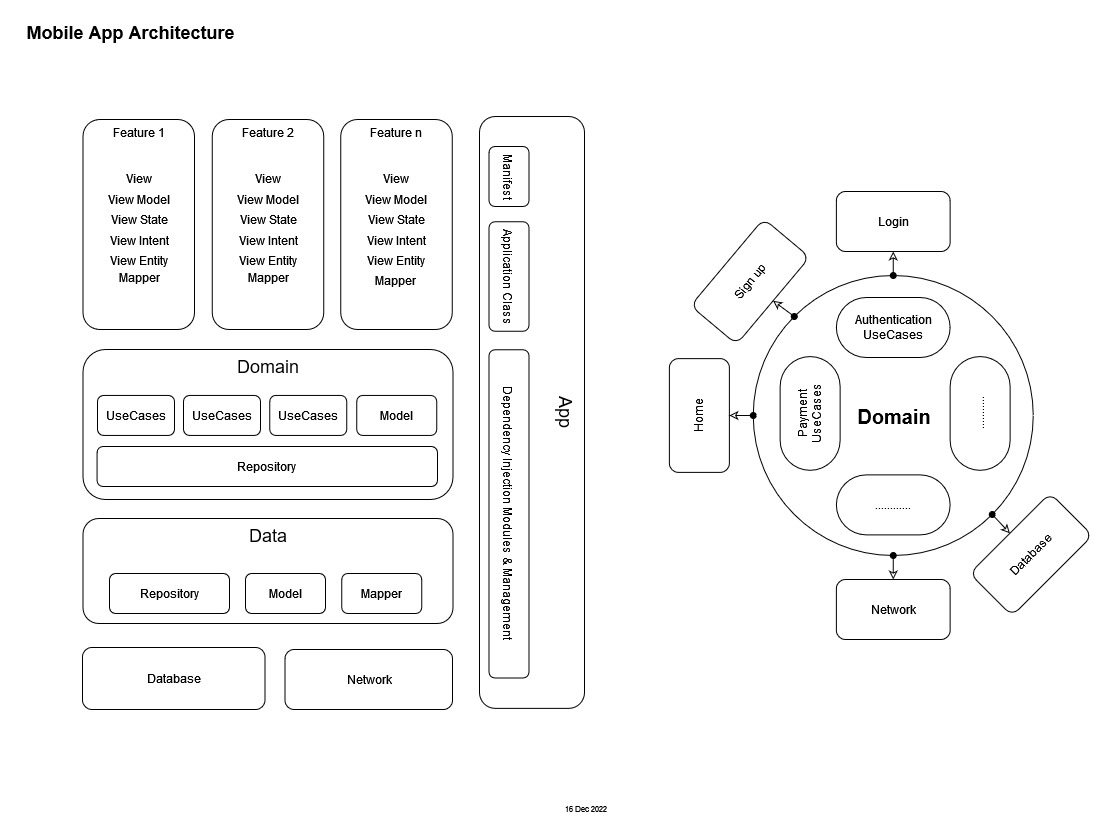 Mobile App Architecture
Feature 1
View
View Model
View State
View Intent
View Entity
Mapper
Feature 2
View
View Model
View State
View Intent
View Entity
Mapper
Feature n
View
View Model
View State
View Intent
View Entity
Mapper
Domain
UseCases
UseCases
UseCases
Model
Repository
Data
Repository
Model
Mapper
Database
Network
Manifest
Application Class
Dependency Injection Modules & Management
App
Login
Sign up
Home
Authentication
UseCases
Payment
UseCases
Domain
..........
............
Database
Network
16 Dec 2022